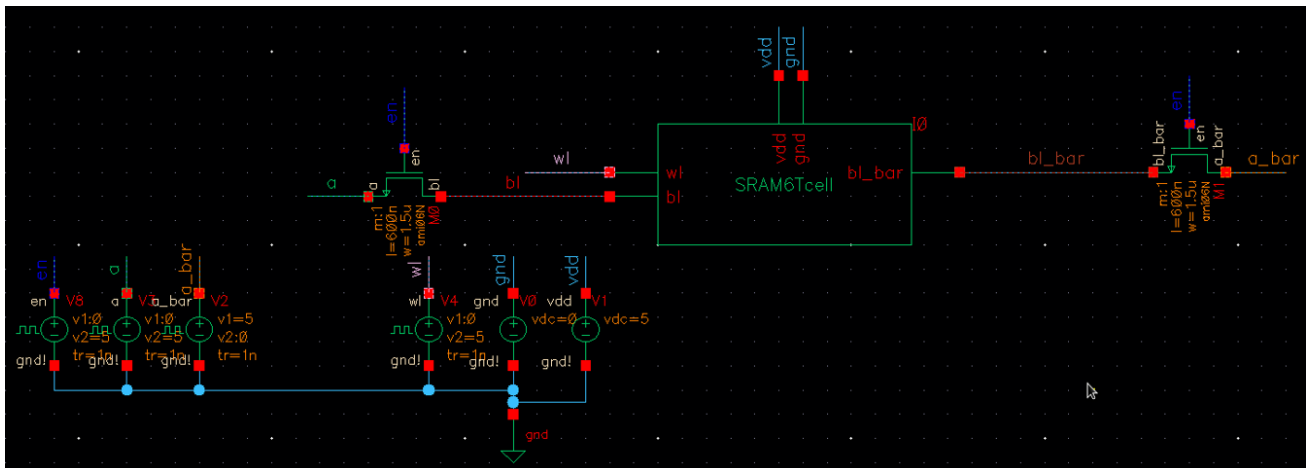 vdd
gnd
en
en
a
a
bl
bl
m:1
l=600n
w=1.5u
ami06N
M0
wl
wl
bl
vdd
gnd
SRAM6Tcell
bl_bar
I0
bl_bar
en
en
bl_bar
a_bar
a_bar
m:1
l=600n
w=1.5u
ami06N
M1
en
a
a_bar
wl
gnd
vdd
en
V8
a
V3
a_bar
V2
wl
V4
gnd
V0
vdd
V1
v1:0
v2=5
tr=1n
v1:0
v2=5
tr=1n
v1=5
v2:0
tr=1n
v1:0
v2=5
tr=1n
vdc=0
vdc=5
gnd!
gnd!
gnd!
gnd!
gnd!
gnd!
gnd